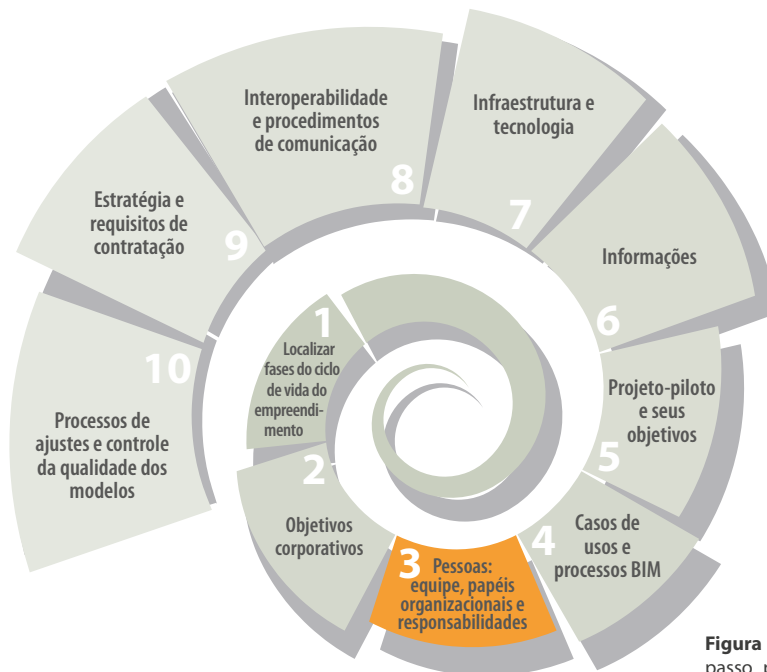 1
Localizar
fases do ciclo
de vida do
empreendi-
mento
2
Objetivos
corporativos
3
Pessoas:
equipe, papéis
organizacionais e
responsabilidades
4
Casos de
usos e
processos BIM
5
Projeto-piloto
e seus
objetivos
6
Informações
7
Infraestrutura e
tecnologia
8
Interoperabilidade
e procedimentos
de comunicação
9
Estratégia e
requisitos de
contratação
10
Processos de
ajustes e controle
da qualidade dos
modelos
Figura
passo